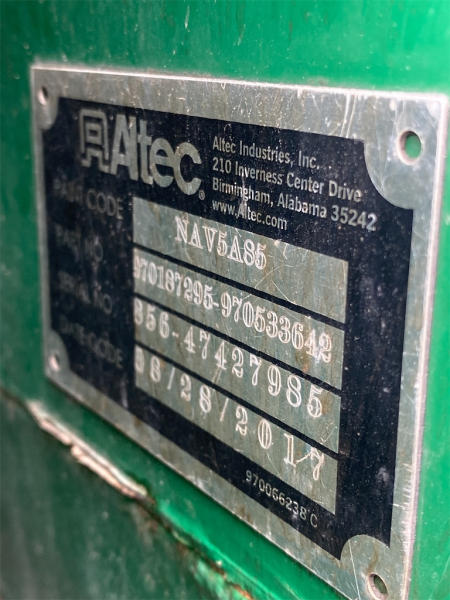 Altec
Altec Industries, Inc.
210 Inverness Center Drive
Birmingham, Alabama 35242
www.Altec.com
PAINT CODE NAV5A85
PART NO. 970187295-970533642
SERIAL NO. 856-47427985
DATE CODE 06/28/2017
970066238 C